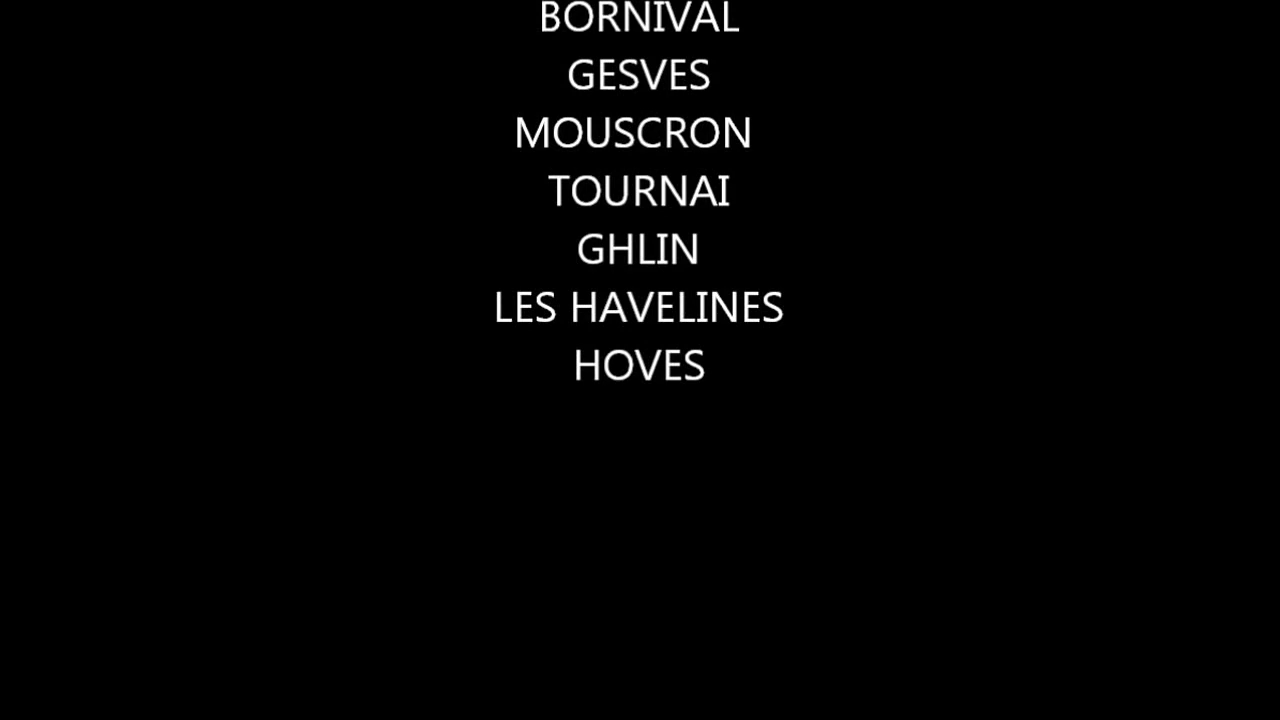 BORNIVAL
GESVES
MOUSCRON
TOURNAI
GHLIN
LES HAVELINES
HOVES